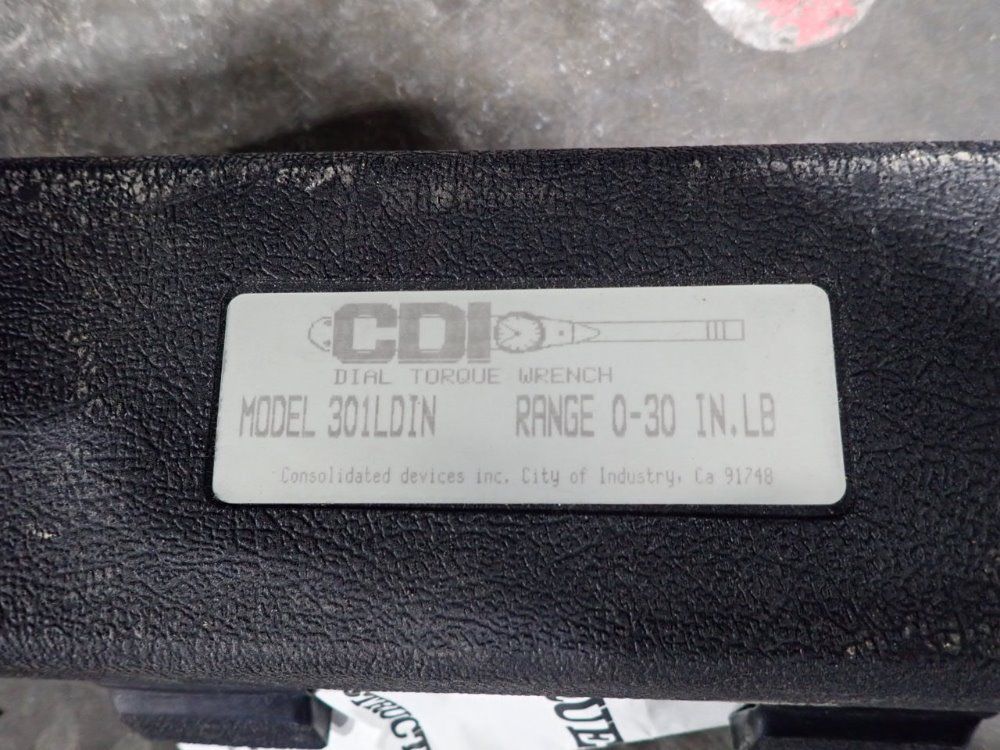 CDI
DIAL TORQUE WRENCH
MODEL 301LDIN RANGE 0-30 IN.LB
Consolidated devices inc. City of Industry, Ca 91748